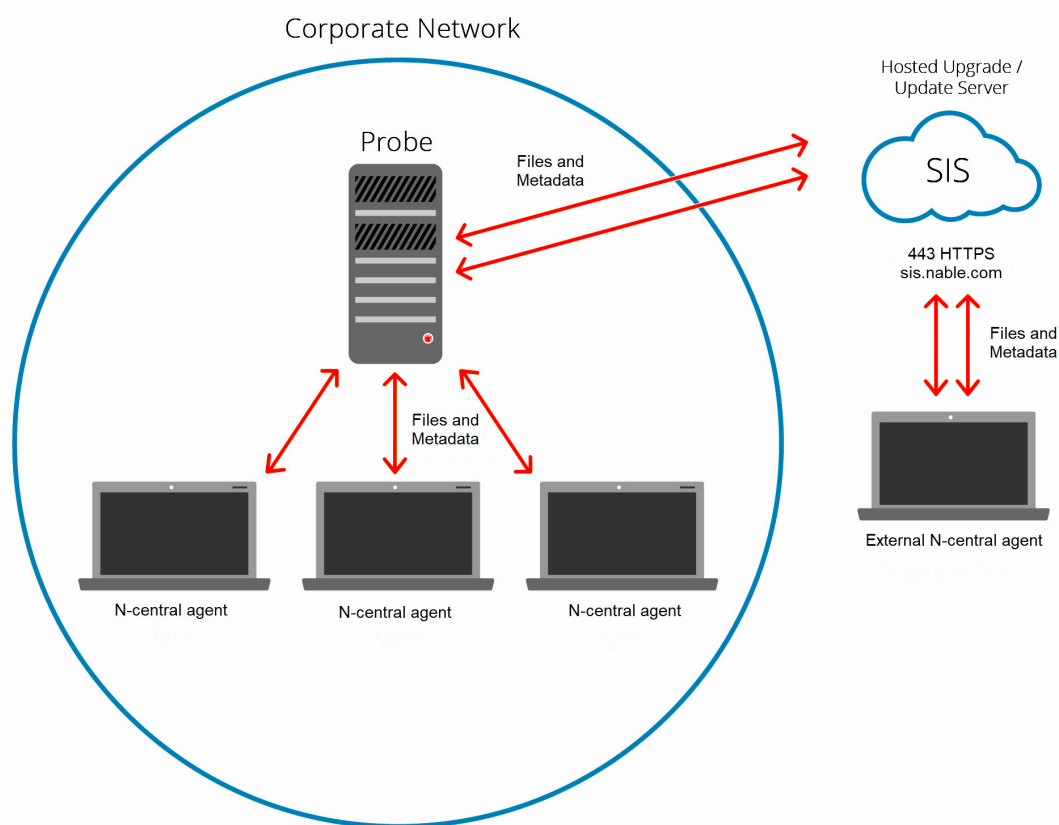 Corporate Network
Hosted Upgrade /
Update Server
Probe
Files and
Metadata
SIS
443 HTTPS
sis.nable.com
Files and
Metadata
Files and
Metadata
External N-central agent
N-central agent
N-central agent
N-central agent